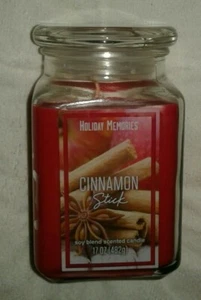 Holiday Memories
CINNAMON
Stick
soy blend scented candle
17 OZ (482g)